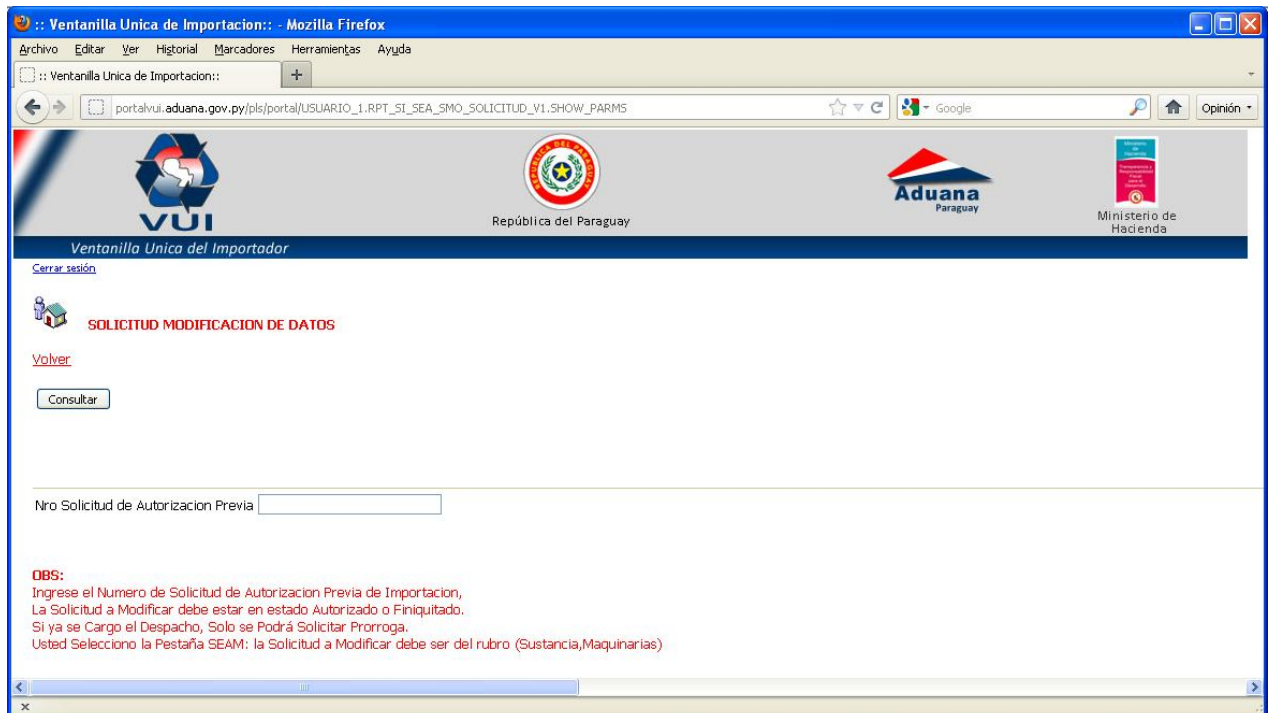 :: Ventanilla Unica de Importacion:: - Mozilla Firefox
Archivo Editar Ver Historial Marcadores Herramientas Ayuda
:: Ventanilla Unica de Importacion:: +
portalvui.aduana.gov.py/pls/portal/USUARIO_1.RPT_SI_SEA_SMO_SOLICITUD_V1.SHOW_PARMS Google Opinión
VUI
REPUBLICA DEL PARAGUAY
República del Paraguay
Aduana
Paraguay
Ministerio de
Hacienda
Ventanilla Unica del Importador
Cerrar sesión
SOLICITUD MODIFICACION DE DATOS
Volver
Consultar
Nro Solicitud de Autorizacion Previa
OBS:
Ingrese el Numero de Solicitud de Autorizacion Previa de Importacion,
La Solicitud a Modificar debe estar en estado Autorizado o Finiquitado.
Si ya se Cargo el Despacho, Solo se Podrá Solicitar Prorroga.
Usted Selecciono la Pestaña SEAM: la Solicitud a Modificar debe ser del rubro (Sustancia,Maquinarias)